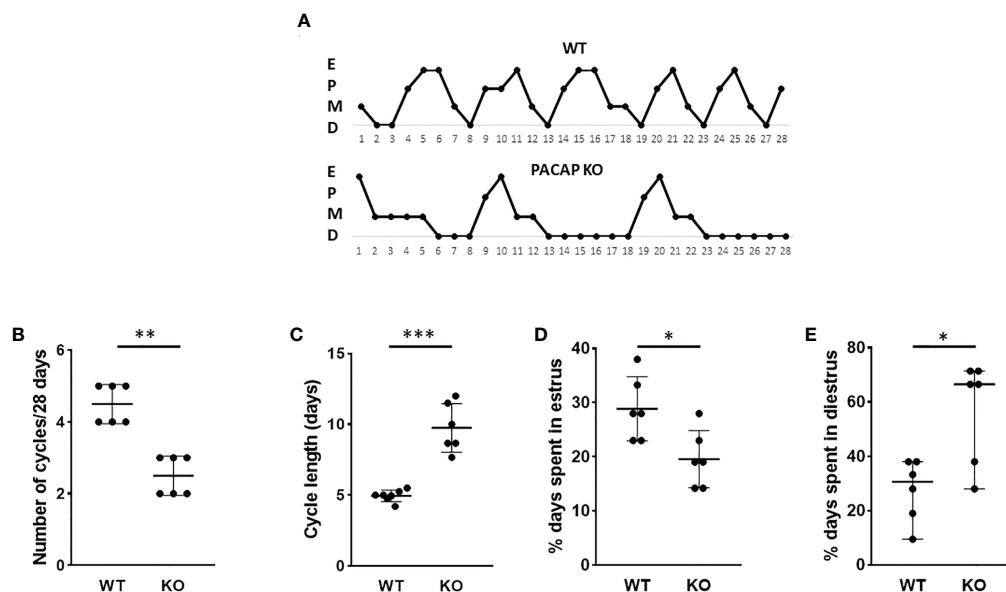 A
WT
E
P
M
D
1 2 3 4 5 6 7 8 9 10 11 12 13 14 15 16 17 18 19 20 21 22 23 24 25 26 27 28
PACAP KO
E
P
M
D
1 2 3 4 5 6 7 8 9 10 11 12 13 14 15 16 17 18 19 20 21 22 23 24 25 26 27 28
B
**
Number of cycles/28 days
6
4
2
0
WT KO
C
***
Cycle length (days)
15
10
5
0
WT KO
D
*
% days spent in estrus
40
30
20
10
0
WT KO
E
*
% days spent in diestrus
80
60
40
20
0
WT KO